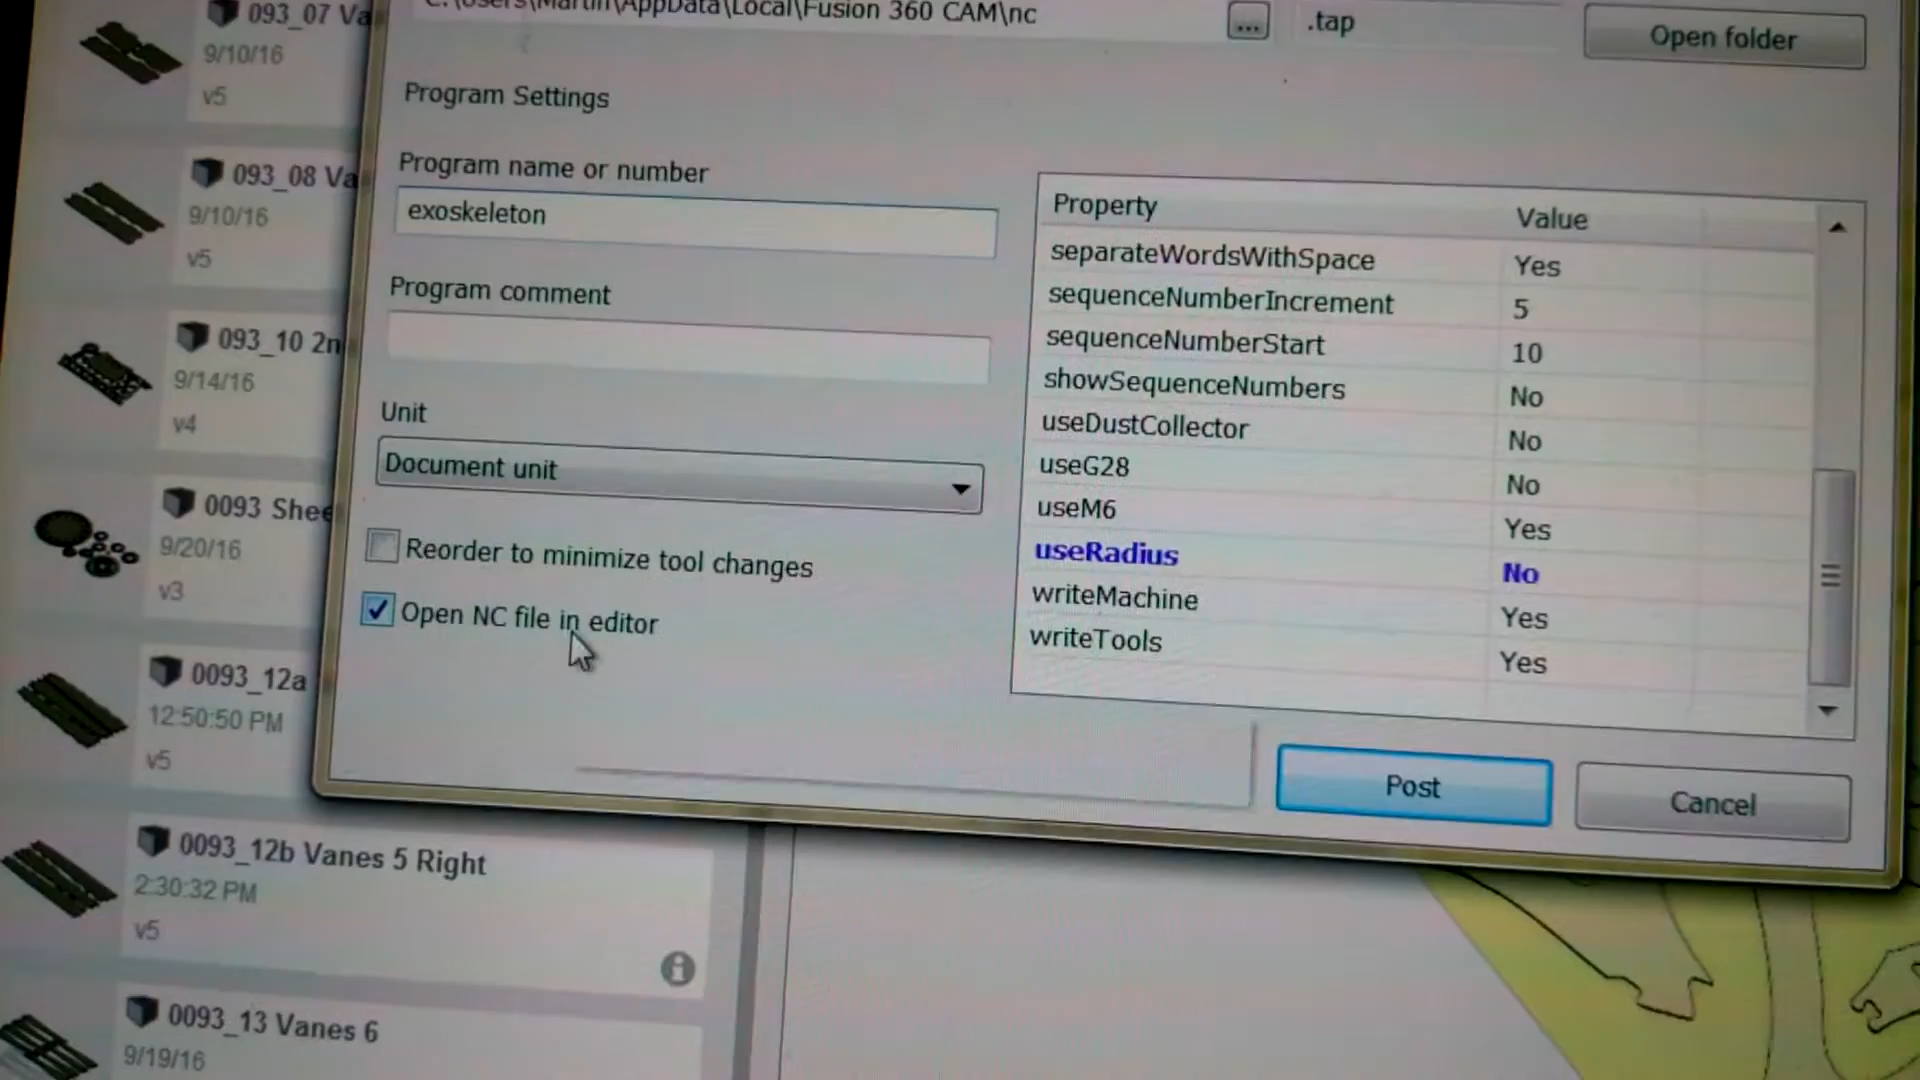 093_07 Va
9/10/16
v5
093_08 Va
9/10/16
v5
093_10 2n
9/14/16
v4
0093 Shee
9/20/16
v3
0093_12a
12:50:50 PM
v5
0093_12b Vanes 5 Right
2:30:32 PM
v5
0093_13 Vanes 6
9/19/16
C:\Users\Martin\AppData\Local\Fusion 360 CAM\nc
...
.tap
Open folder
Program Settings
Program name or number
exoskeleton
Program comment
Unit
Document unit
Reorder to minimize tool changes
Open NC file in editor
Property Value
separateWordsWithSpace Yes
sequenceNumberIncrement 5
sequenceNumberStart 10
showSequenceNumbers No
useDustCollector No
useG28 No
useM6 Yes
useRadius No
writeMachine Yes
writeTools Yes
Post
Cancel